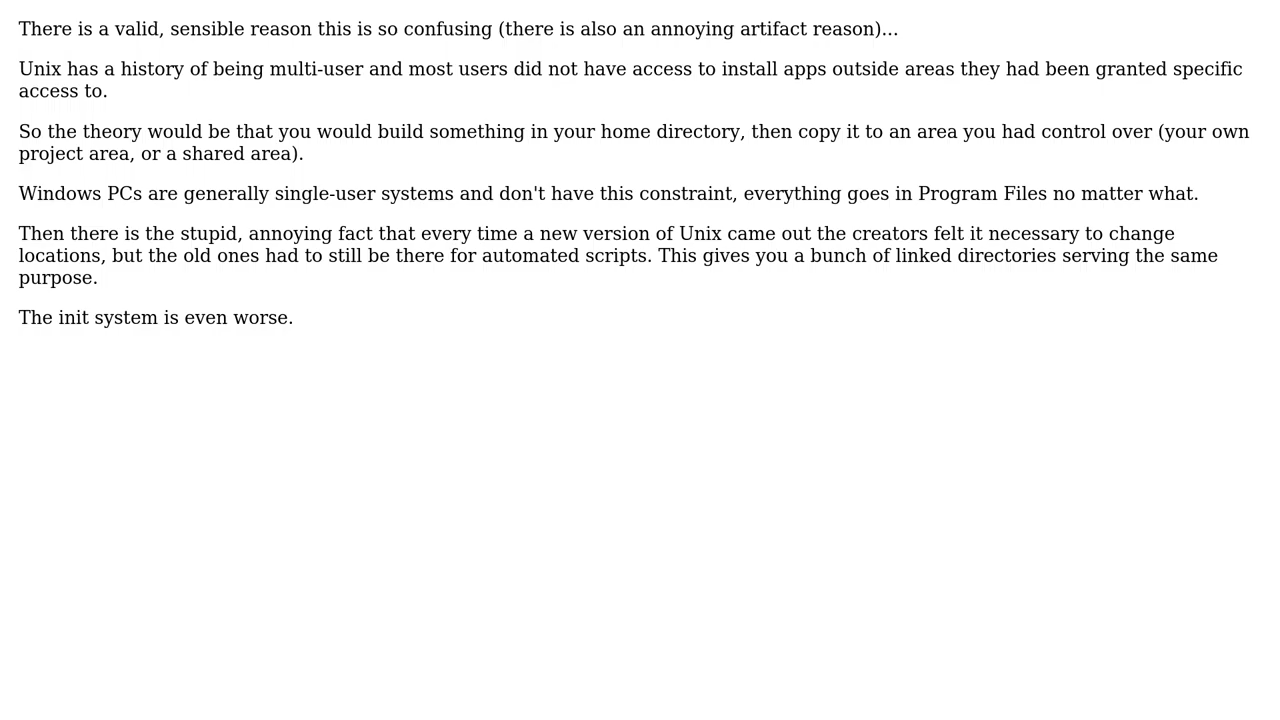 There is a valid, sensible reason this is so confusing (there is also an annoying artifact reason)...
Unix has a history of being multi-user and most users did not have access to install apps outside areas they had been granted specific
access to.
So the theory would be that you would build something in your home directory, then copy it to an area you had control over (your own
project area, or a shared area).
Windows PCs are generally single-user systems and don't have this constraint, everything goes in Program Files no matter what.
Then there is the stupid, annoying fact that every time a new version of Unix came out the creators felt it necessary to change
locations, but the old ones had to still be there for automated scripts. This gives you a bunch of linked directories serving the same
purpose.
The init system is even worse.